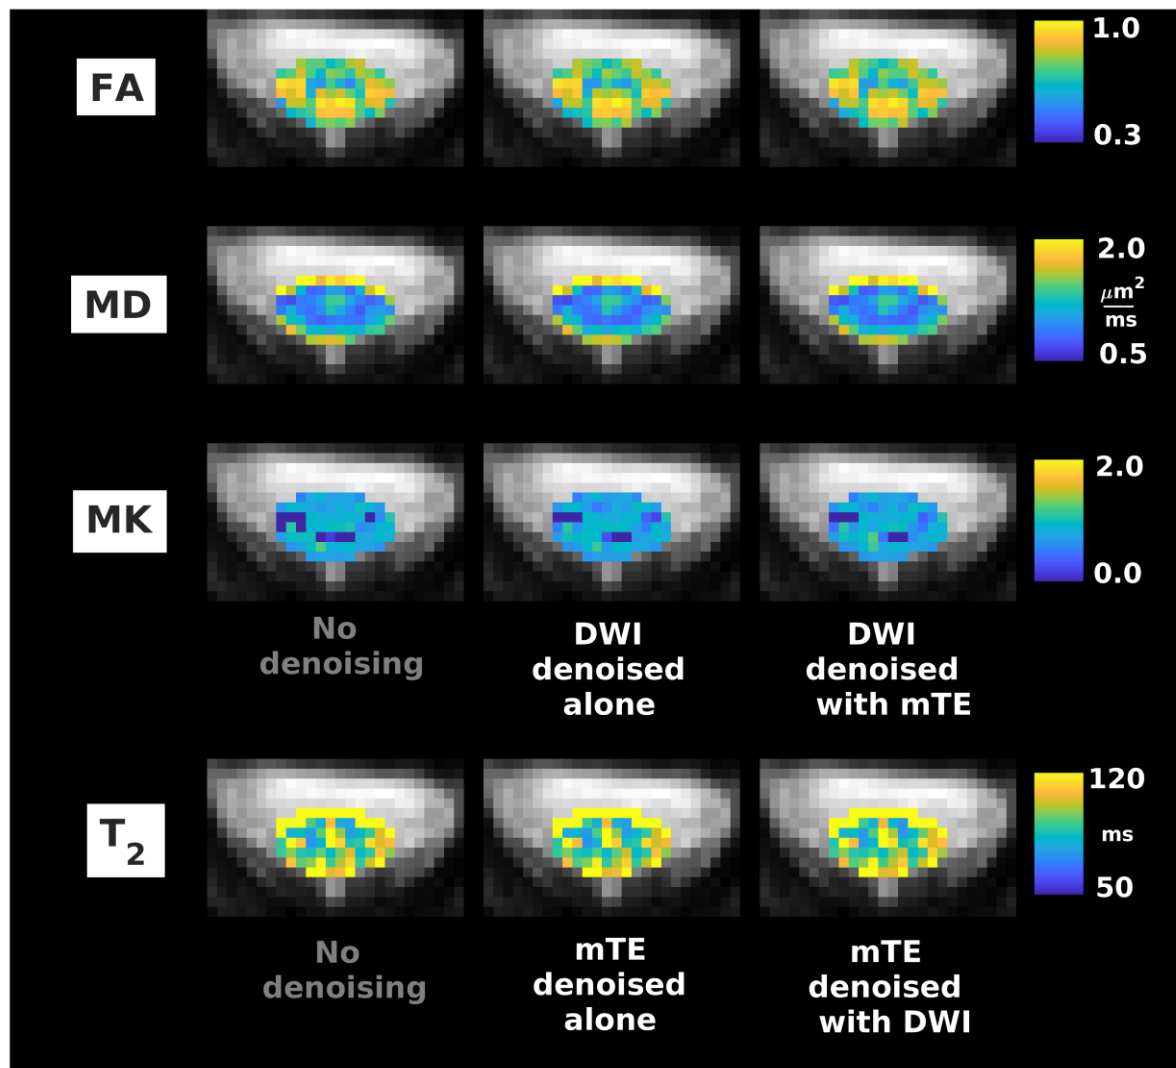 FA
1.0
0.3
MD
2.0
μm²
ms
0.5
MK
2.0
0.0
No
denoising
DWI
denoised
alone
DWI
denoised
with mTE
T₂
120
ms
50
No
denoising
mTE
denoised
alone
mTE
denoised
with DWI